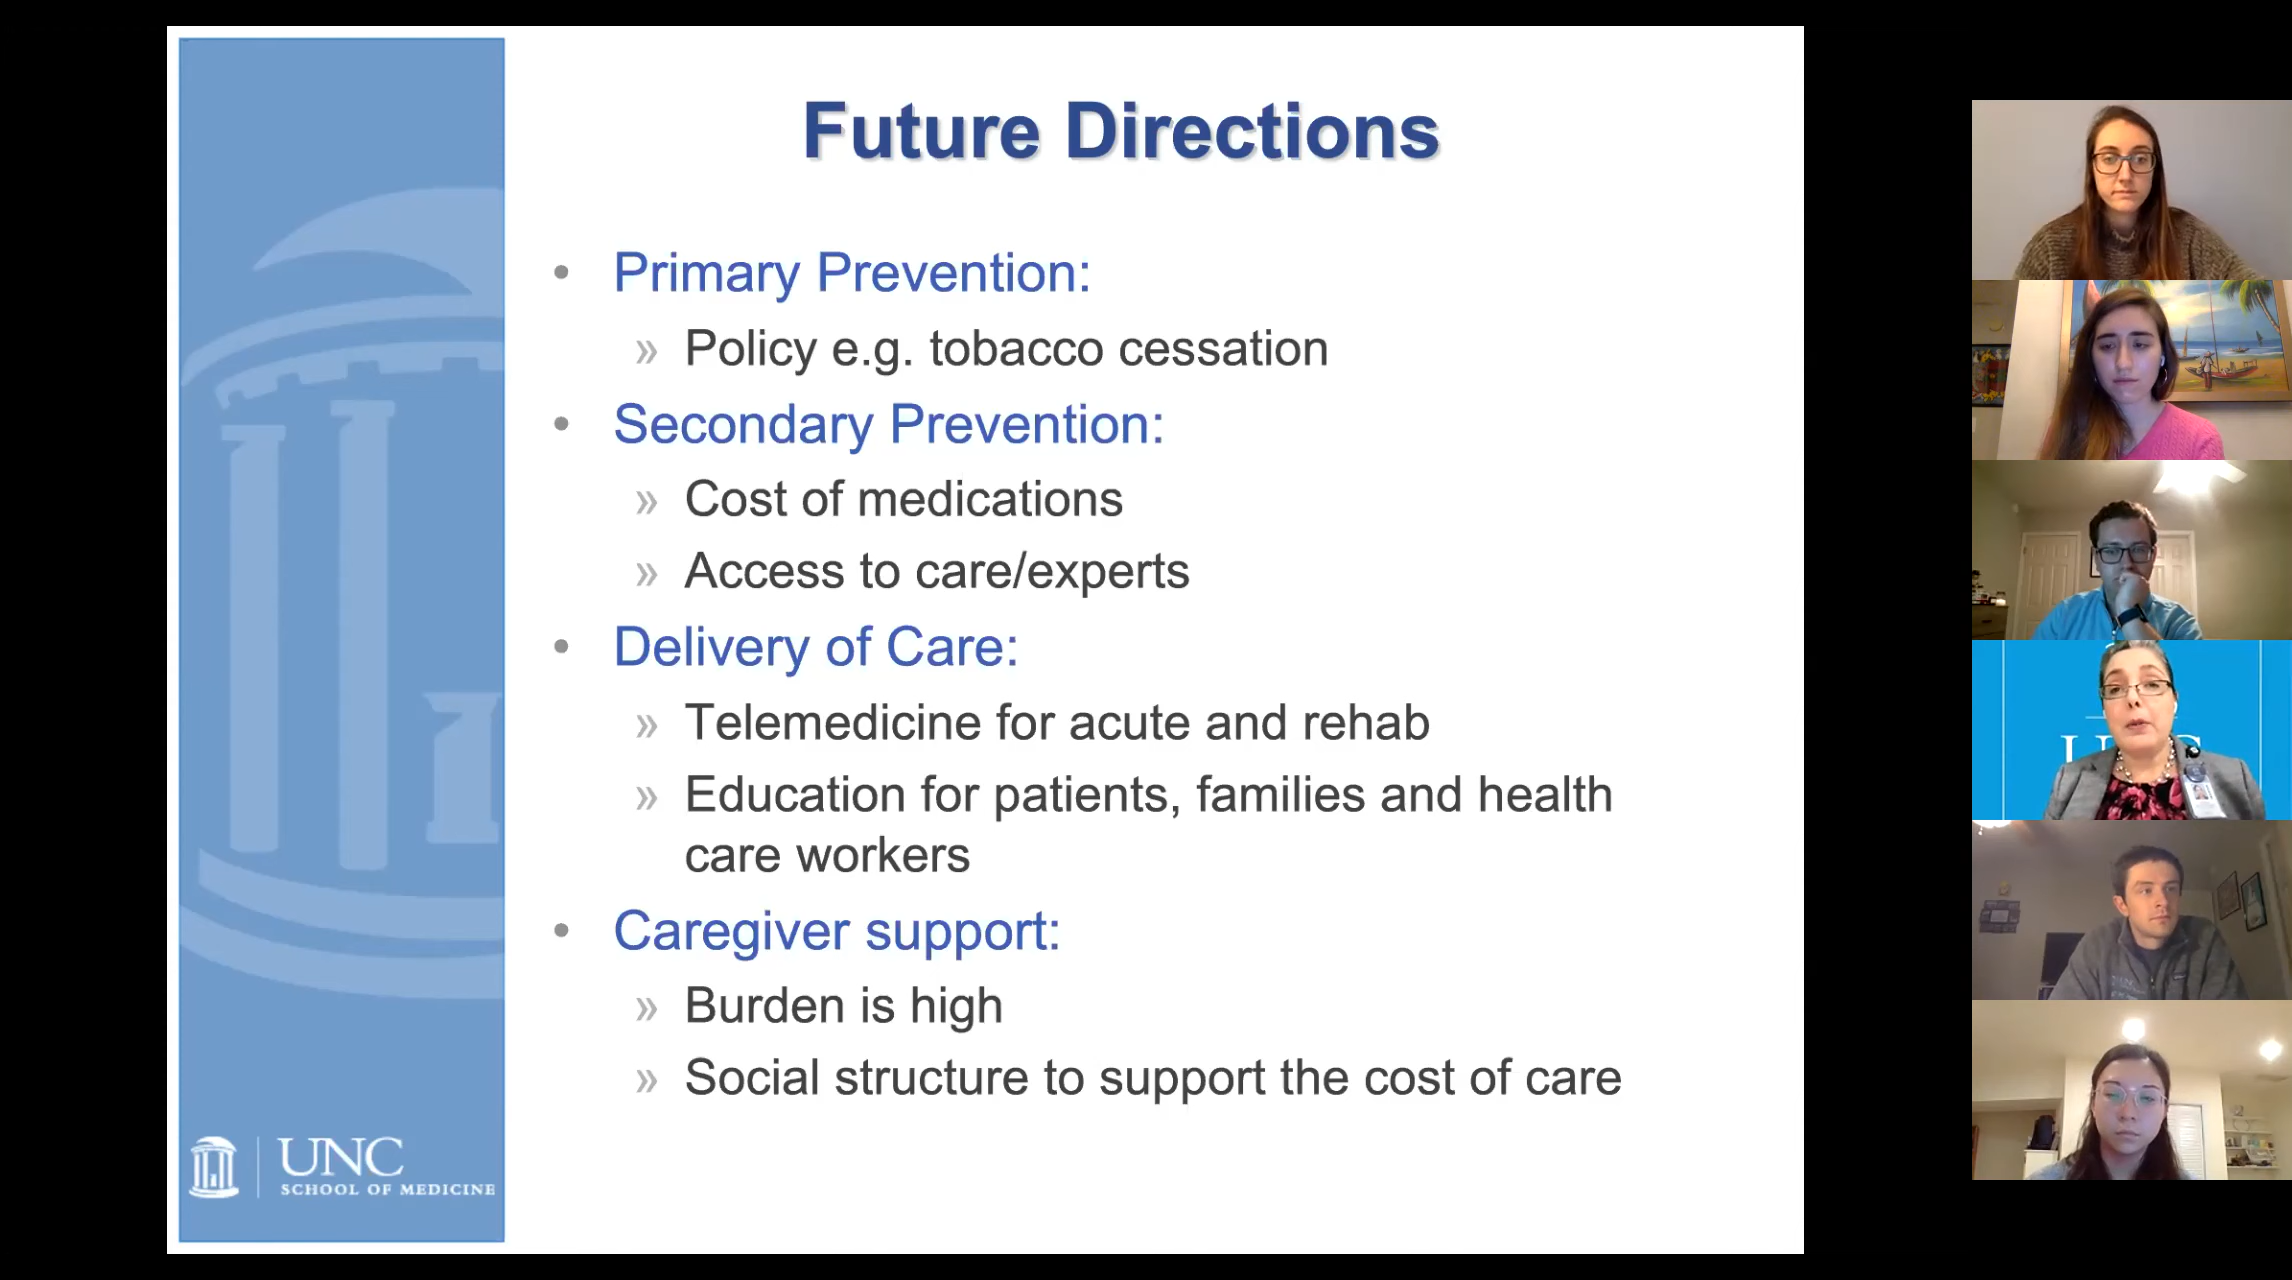 Future Directions
• Primary Prevention:
» Policy e.g. tobacco cessation
• Secondary Prevention:
» Cost of medications
» Access to care/experts
• Delivery of Care:
» Telemedicine for acute and rehab
» Education for patients, families and health
care workers
• Caregiver support:
» Burden is high
» Social structure to support the cost of care
UNC
SCHOOL OF MEDICINE